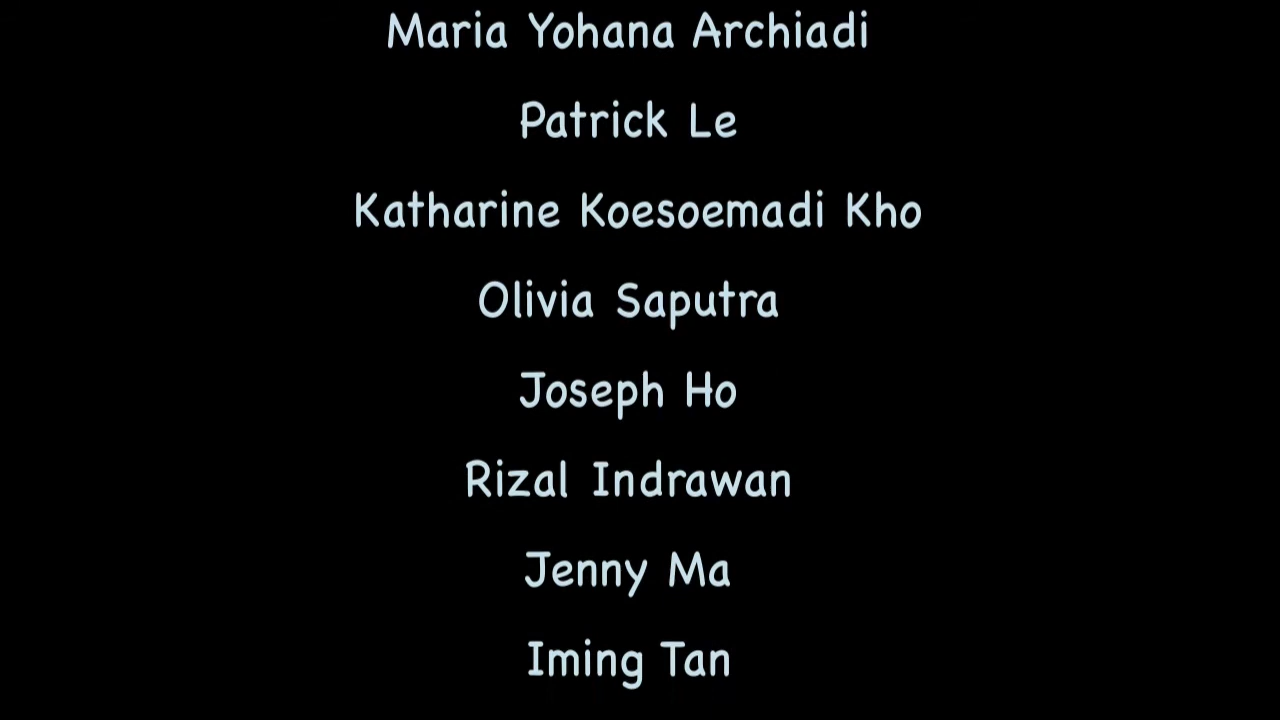 Maria Yohana Archiadi
Patrick Le
Katharine Koesoemadi Kho
Olivia Saputra
Joseph Ho
Rizal Indrawan
Jenny Ma
Iming Tan